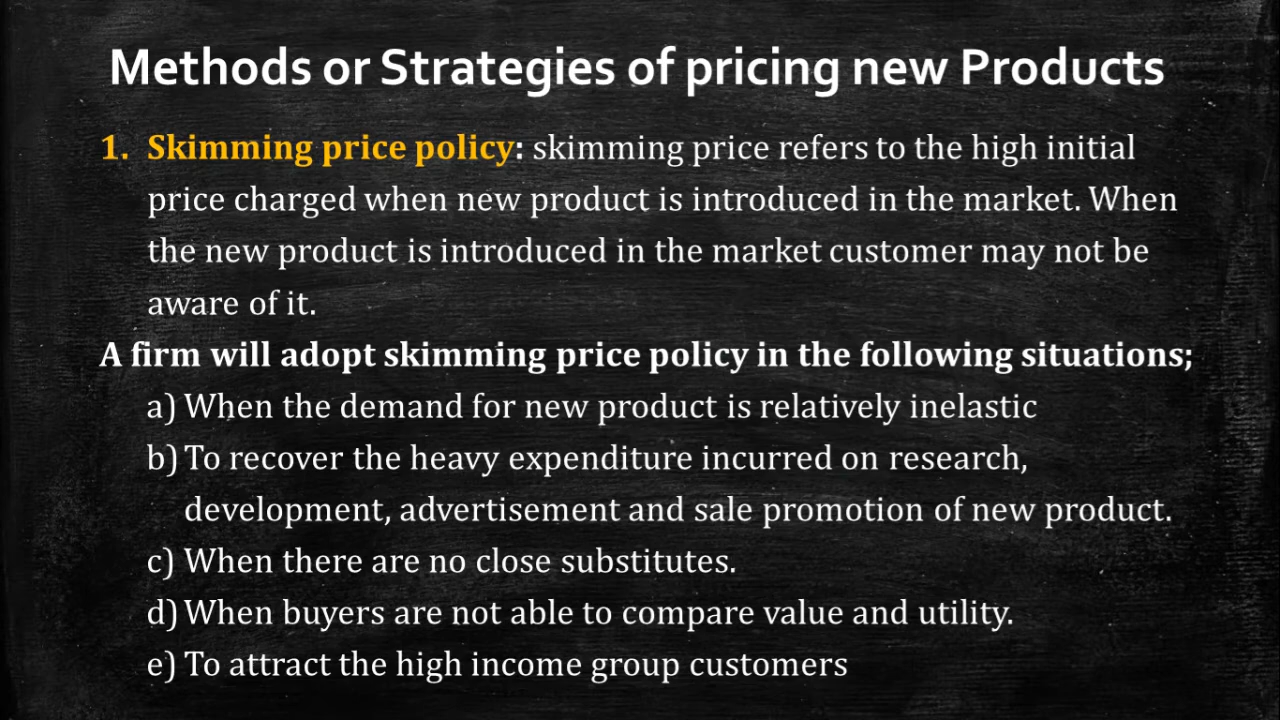 Methods or Strategies of pricing new Products
1. Skimming price policy: skimming price refers to the high initial
price charged when new product is introduced in the market. When
the new product is introduced in the market customer may not be
aware of it.
A firm will adopt skimming price policy in the following situations;
a) When the demand for new product is relatively inelastic
b) To recover the heavy expenditure incurred on research,
development, advertisement and sale promotion of new product.
c) When there are no close substitutes.
d) When buyers are not able to compare value and utility.
e) To attract the high income group customers